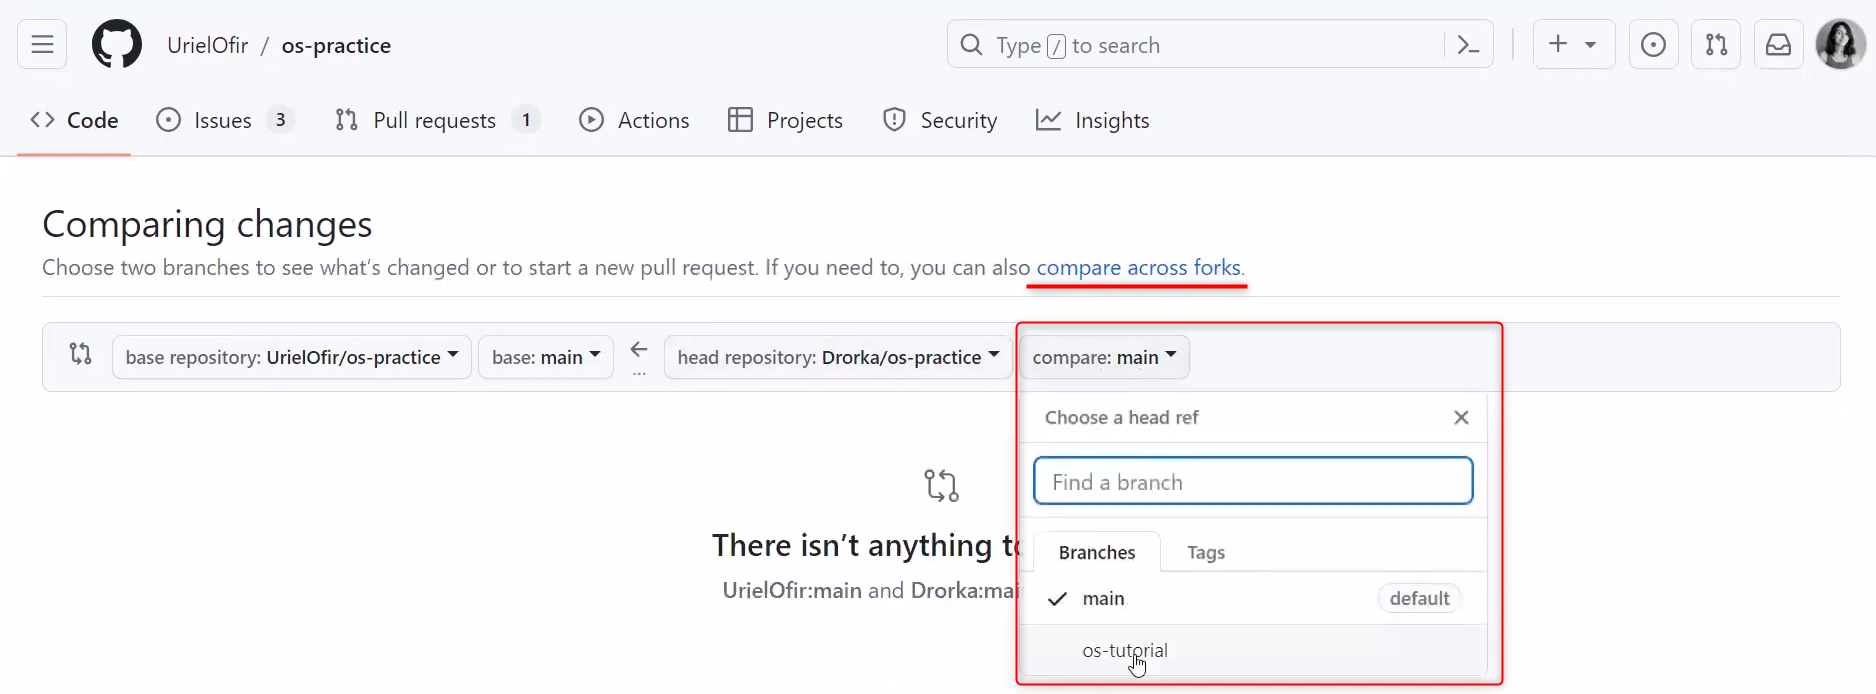 UrielOfir / os-practice
Type / to search
Code Issues 3 Pull requests 1 Actions Projects Security Insights
Comparing changes
Choose two branches to see what's changed or to start a new pull request. If you need to, you can also compare across forks.
base repository: UrielOfir/os-practice base: main ... head repository: Drorka/os-practice compare: main
Choose a head ref
Find a branch
There isn't anything
Branches Tags
UrielOfir:main and
main default
os-tutorial